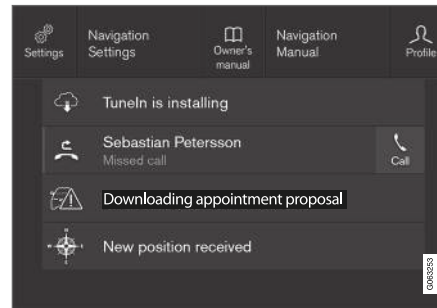 Settings
Navigation
Settings
Owner's
manual
Navigation
Manual
Profile
TuneIn is installing
Sebastian Petersson
Missed call
Call
Downloading appointment proposal
New position received
G063253